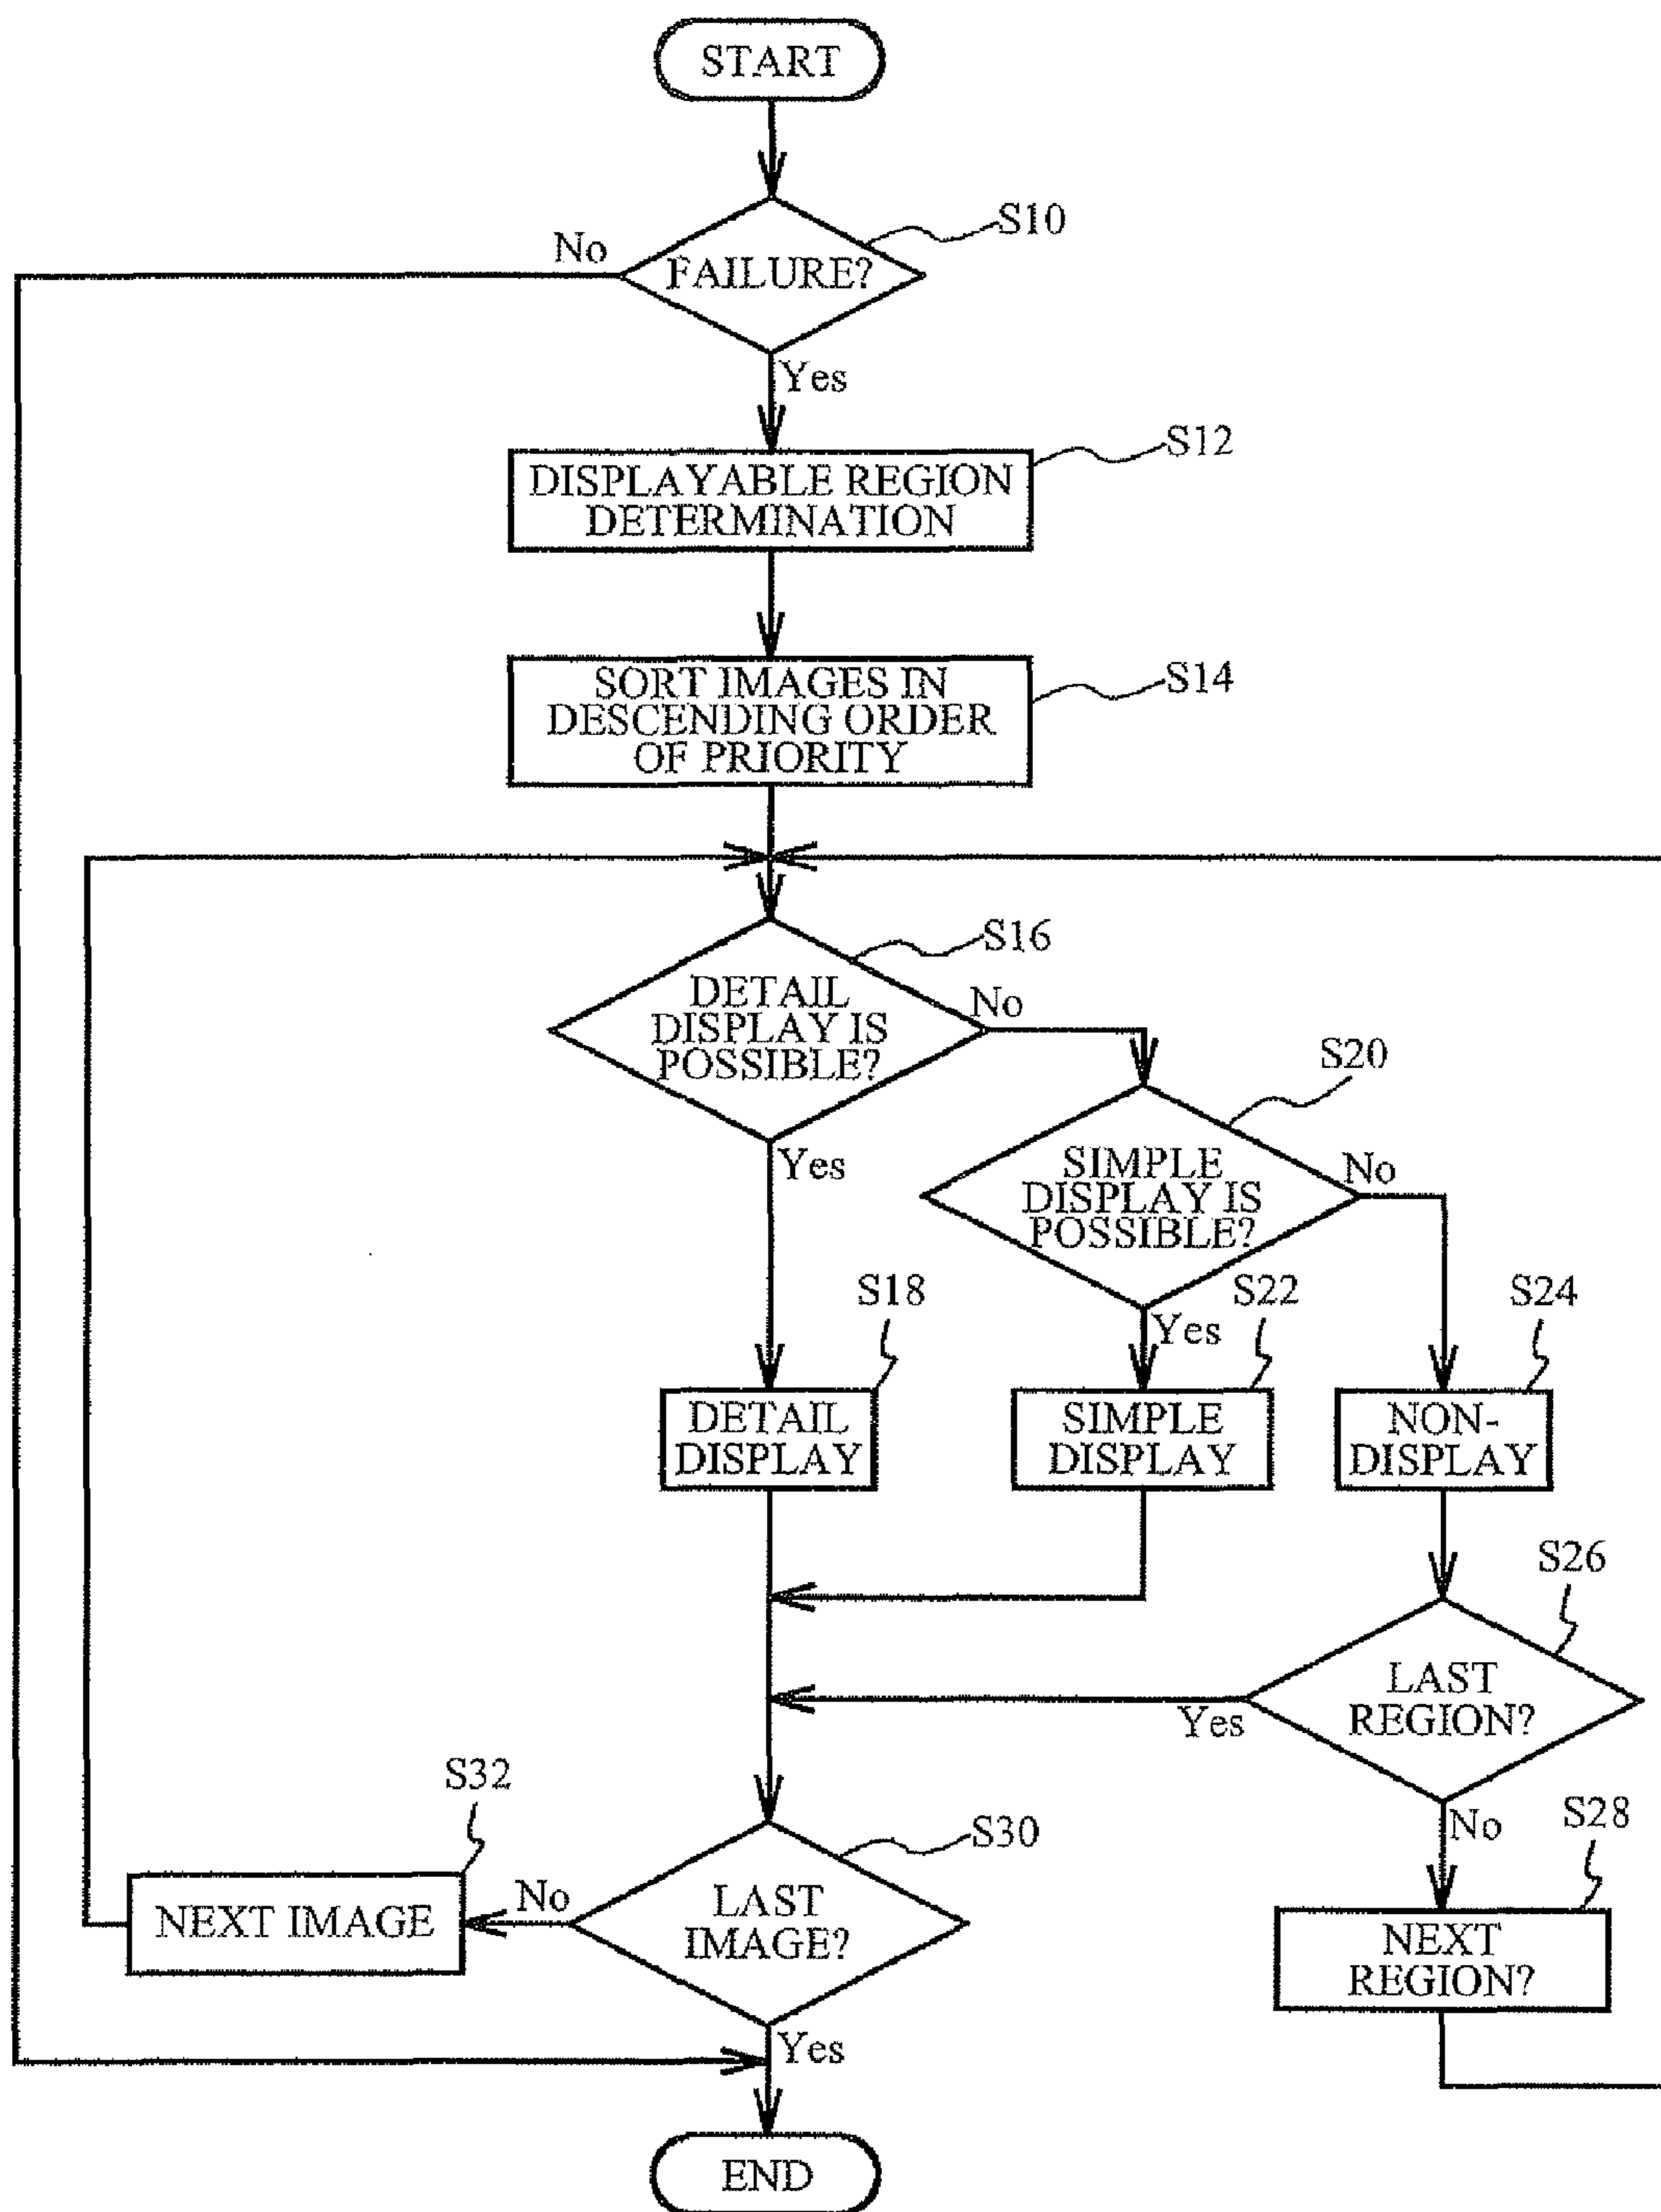 START
S10
No
FAILURE?
Yes
S12
DISPLAYABLE REGION
DETERMINATION
S14
SORT IMAGES IN
DESCENDING ORDER
OF PRIORITY
S16
DETAIL
DISPLAY IS
POSSIBLE?
No
Yes
S20
SIMPLE
DISPLAY IS
POSSIBLE?
No
Yes
S18
DETAIL
DISPLAY
S22
SIMPLE
DISPLAY
S24
NON-
DISPLAY
S26
LAST
REGION?
Yes
No
S28
NEXT
REGION?
S30
LAST
IMAGE?
No
Yes
S32
NEXT IMAGE
END